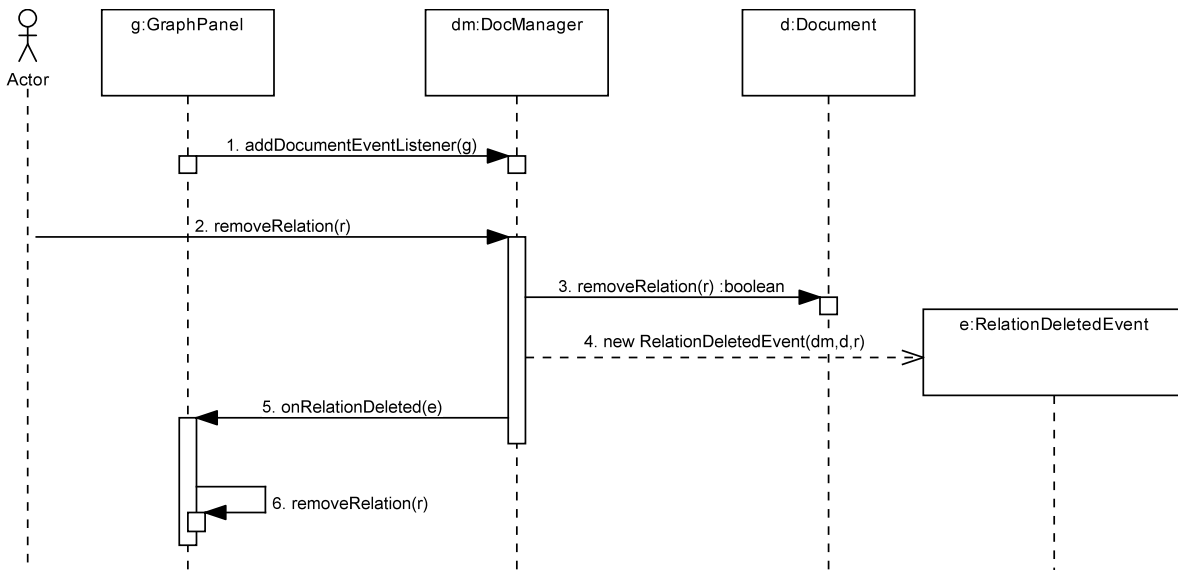 g:GraphPanel
dm:DocManager
d:Document
Actor
1. addDocumentEventListener(g)
2. removeRelation(r)
3. removeRelation(r) :boolean
e:RelationDeletedEvent
4. new RelationDeletedEvent(dm,d,r)
5. onRelationDeleted(e)
6. removeRelation(r)